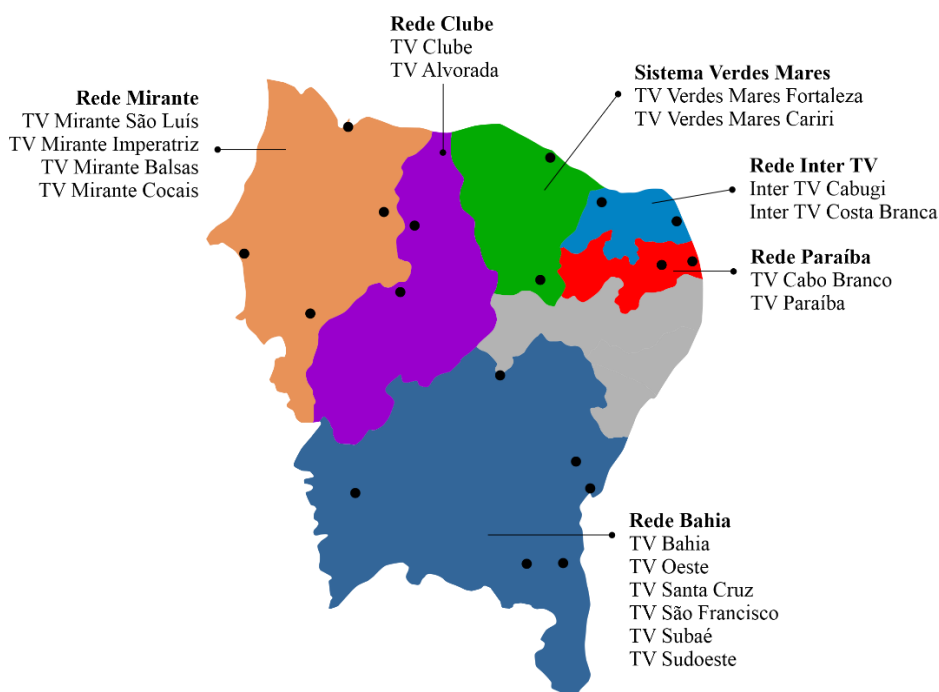 Rede Clube
TV Clube
TV Alvorada
Rede Mirante
TV Mirante São Luís
TV Mirante Imperatriz
TV Mirante Balsas
TV Mirante Cocais
Sistema Verdes Mares
TV Verdes Mares Fortaleza
TV Verdes Mares Cariri
Rede Inter TV
Inter TV Cabugi
Inter TV Costa Branca
Rede Paraíba
TV Cabo Branco
TV Paraíba
Rede Bahia
TV Bahia
TV Oeste
TV Santa Cruz
TV São Francisco
TV Subaé
TV Sudoeste